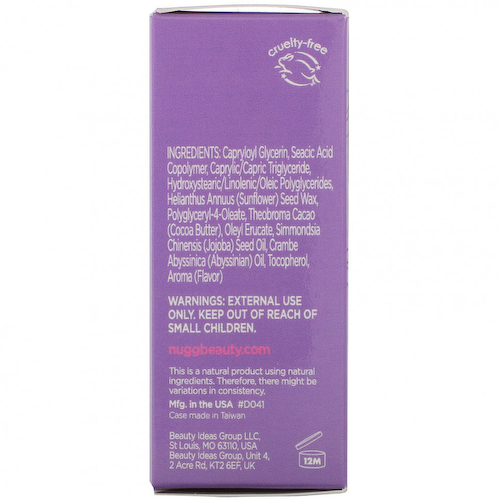 cruelty-free
INGREDIENTS: Capryloyl Glycerin, Seacic Acid
Copolymer, Caprylic/Capric Triglyceride,
Hydroxystearic/Linolenic/Oleic Polyglycerides,
Helianthus Annuus (Sunflower) Seed Wax,
Polyglyceryl-4-Oleate, Theobroma Cacao
(Cocoa Butter), Oleyl Erucate, Simmondsia
Chinensis (Jojoba) Seed Oil, Crambe
Abyssinica (Abyssinian) Oil, Tocopherol,
Aroma (Flavor)
WARNINGS: EXTERNAL USE
ONLY. KEEP OUT OF REACH OF
SMALL CHILDREN.
nuggbeauty.com
This is a natural product using natural
ingredients. Therefore, there might be
variations in consistency.
Mfg. in the USA #D041
Case made in Taiwan
Beauty Ideas Group LLC,
St Louis, MO 63110, USA
Beauty Ideas Group, Unit 4,
2 Acre Rd, KT2 6EF, UK
12M